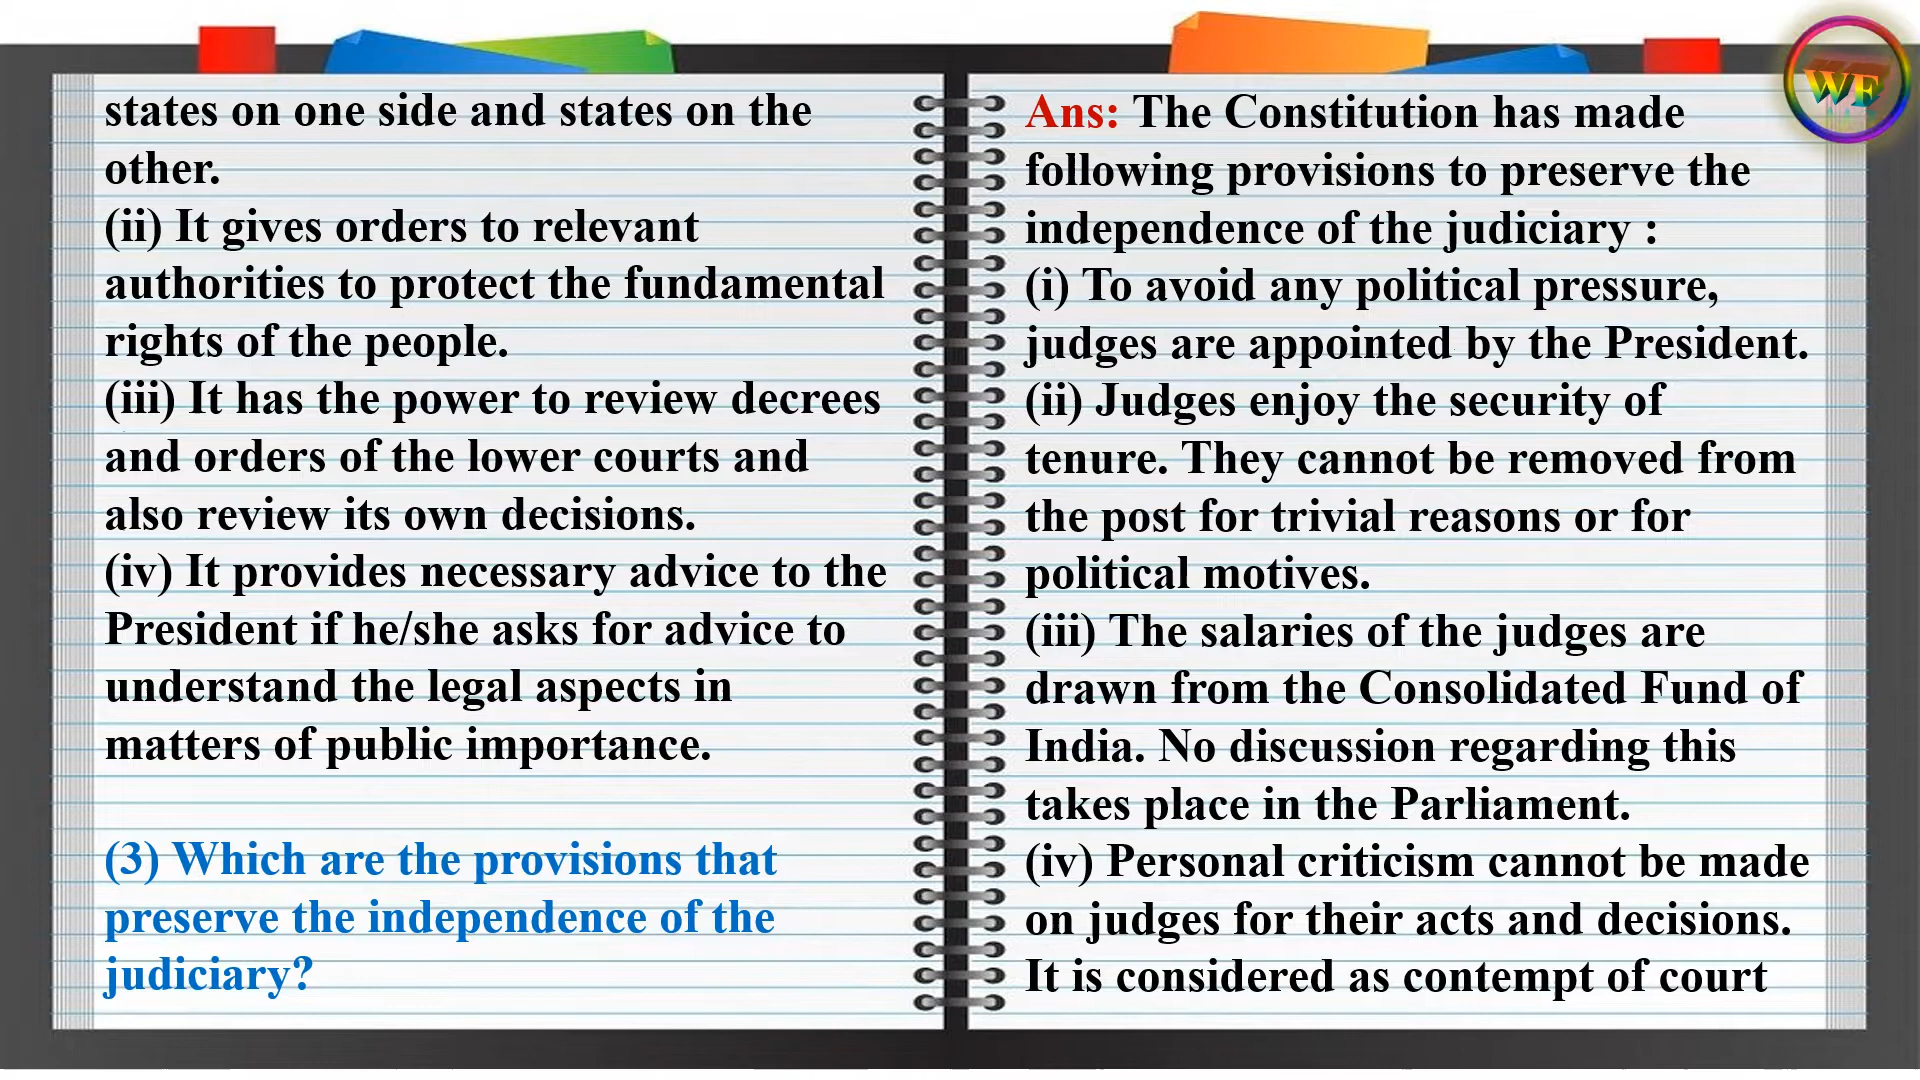 states on one side and states on the
other.
(ii) It gives orders to relevant
authorities to protect the fundamental
rights of the people.
(iii) It has the power to review decrees
and orders of the lower courts and
also review its own decisions.
(iv) It provides necessary advice to the
President if he/she asks for advice to
understand the legal aspects in
matters of public importance.
(3) Which are the provisions that
preserve the independence of the
judiciary?
Ans: The Constitution has made
following provisions to preserve the
independence of the judiciary :
(i) To avoid any political pressure,
judges are appointed by the President.
(ii) Judges enjoy the security of
tenure. They cannot be removed from
the post for trivial reasons or for
political motives.
(iii) The salaries of the judges are
drawn from the Consolidated Fund of
India. No discussion regarding this
takes place in the Parliament.
(iv) Personal criticism cannot be made
on judges for their acts and decisions.
It is considered as contempt of court
WE